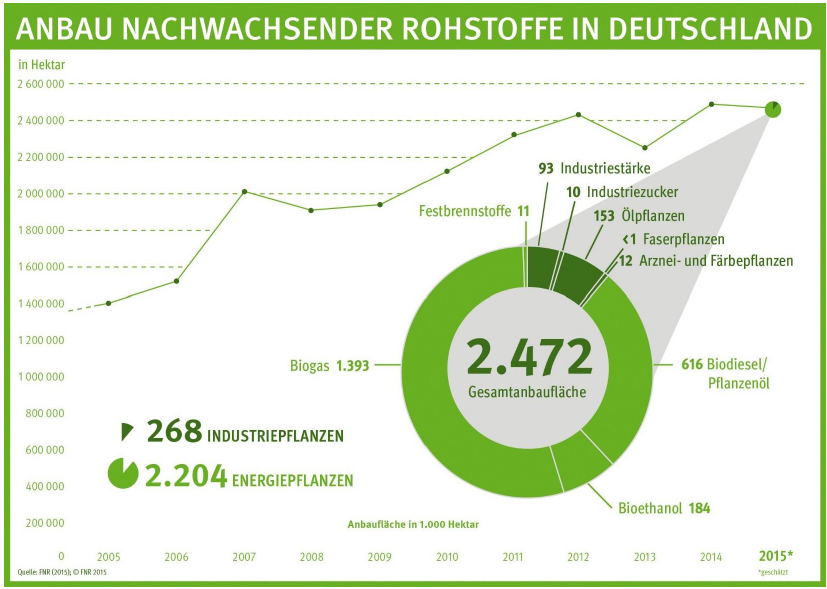 ANBAU NACHWACHSENDER ROHSTOFFE IN DEUTSCHLAND
in Hektar
2 600 000
2 400 000
2 200 000
2 000 000
1 800 000
1 600 000
1 400 000
1 200 000
1 000 000
800 000
600 000
400 000
200 000
0
2005
2006
2007
2008
2009
2010
2011
2012
2013
2014
2015*
*geschätzt
93 Industriestärke
10 Industriezucker
153 Ölpflanzen
<1 Faserpflanzen
12 Arznei- und Färbepflanzen
Festbrennstoffe 11
Biogas 1.393
2.472
Gesamtanbaufläche
616 Biodiesel/
Pflanzenöl
Bioethanol 184
268 INDUSTRIEPFLANZEN
2.204 ENERGIEPFLANZEN
Anbaufläche in 1.000 Hektar
Quelle: FNR (2015); © FNR 2015